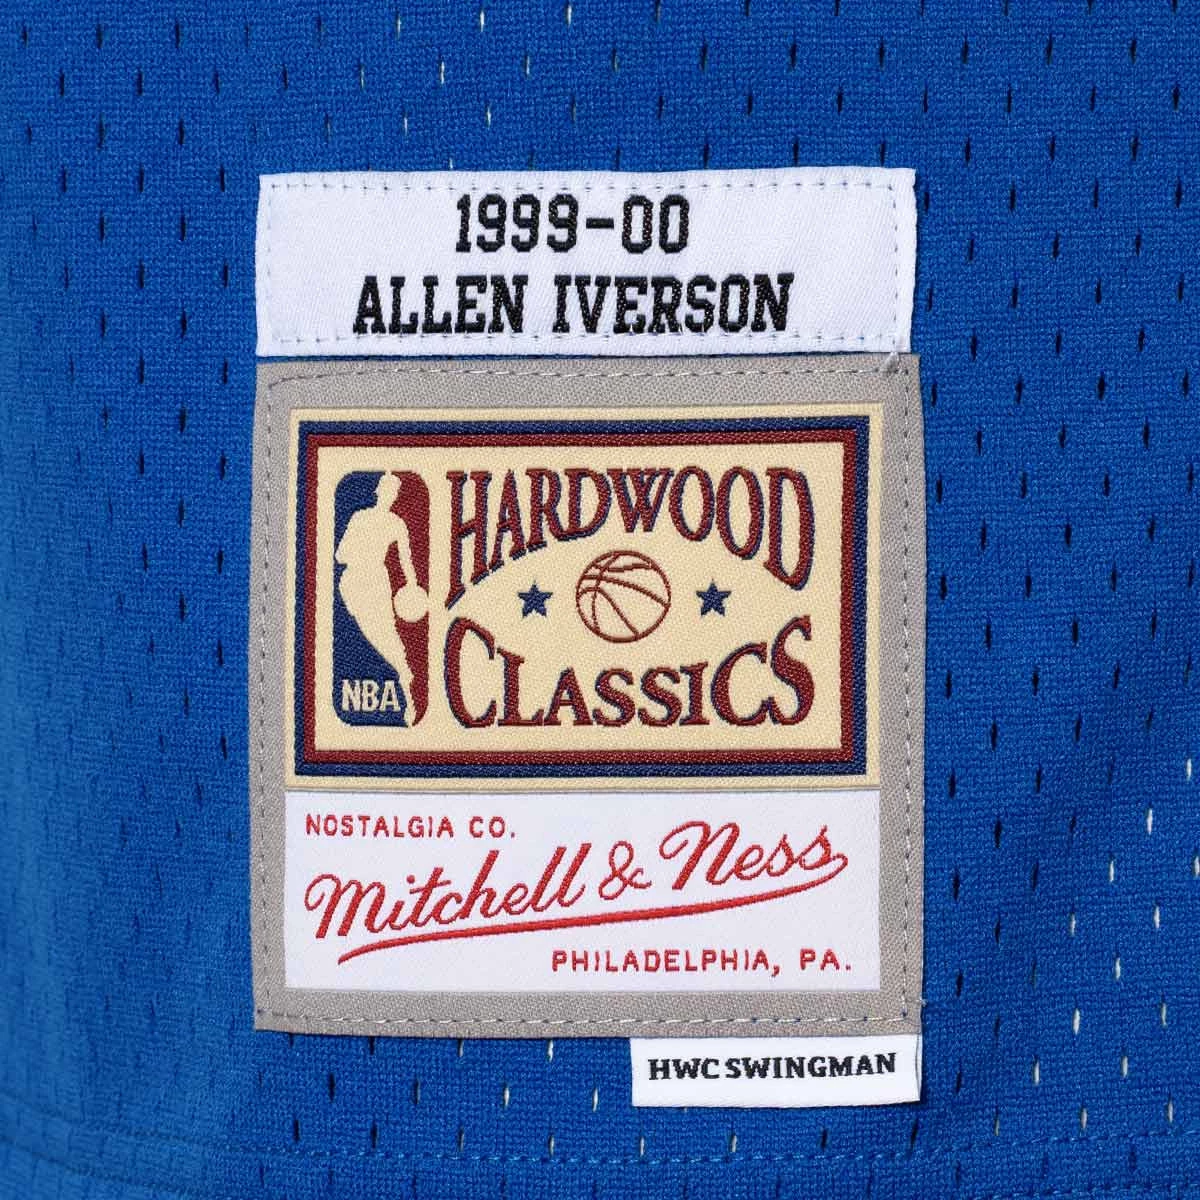 1999-00
ALLEN IVERSON
HARDWOOD
CLASSICS
NBA
NOSTALGIA CO.
Mitchell & Ness
PHILADELPHIA, PA.
HWC SWINGMAN